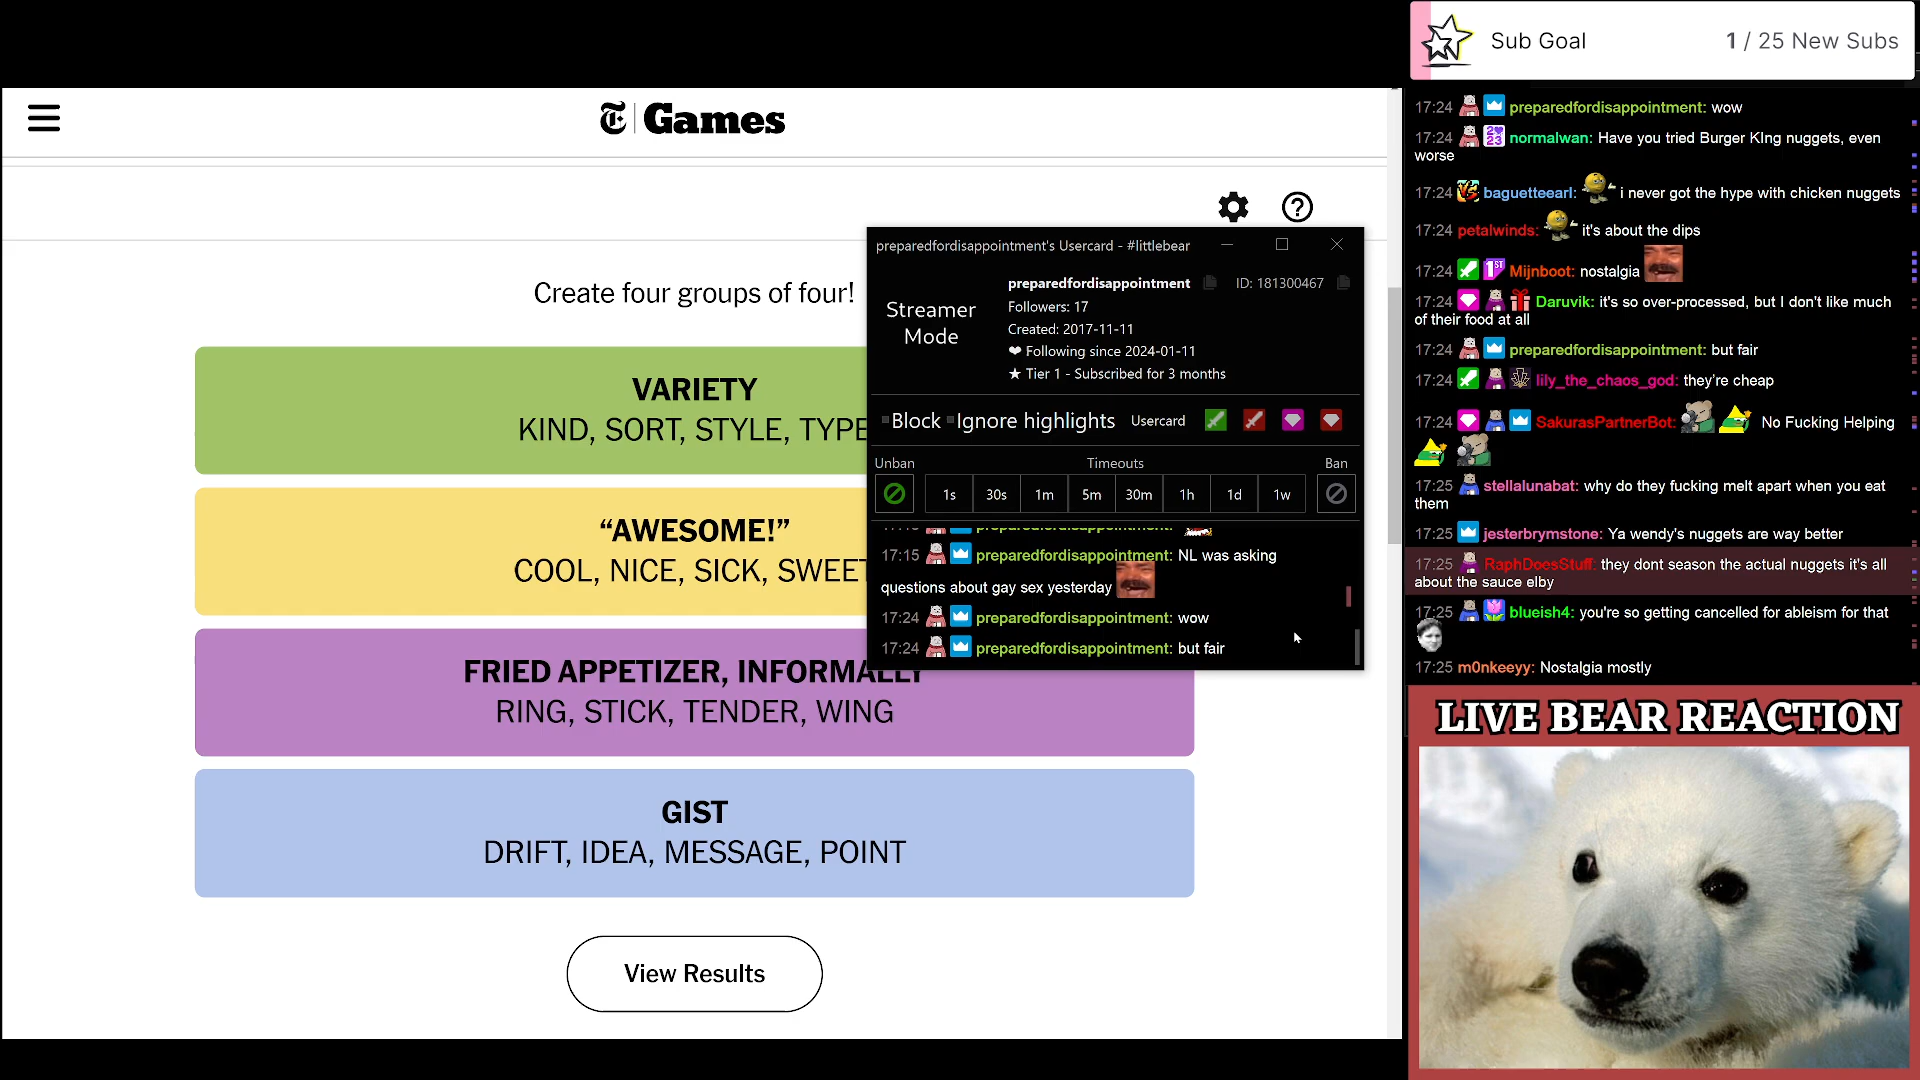 Games
Create four groups of four!
VARIETY
KIND, SORT, STYLE, TYPE
“AWESOME!”
COOL, NICE, SICK, SWEET
FRIED APPETIZER, INFORMALLY
RING, STICK, TENDER, WING
GIST
DRIFT, IDEA, MESSAGE, POINT
View Results
preparedfordisappointment's Usercard - #littlebear
Streamer
Mode
preparedfordisappointment ID: 181300467
Followers: 17
Created: 2017-11-11
❤ Following since 2024-01-11
★ Tier 1 - Subscribed for 3 months
Block Ignore highlights Usercard
Unban Timeouts Ban
1s 30s 1m 5m 30m 1h 1d 1w
preparedfordisappointment:
17:15 preparedfordisappointment: NL was asking
questions about gay sex yesterday
17:24 preparedfordisappointment: wow
17:24 preparedfordisappointment: but fair
Sub Goal 1 / 25 New Subs
17:24 preparedfordisappointment: wow
17:24 normalwan: Have you tried Burger KIng nuggets, even
worse
17:24 baguetteearl: i never got the hype with chicken nuggets
17:24 petalwinds: it's about the dips
17:24 Mijnboot: nostalgia
17:24 Daruvik: it's so over-processed, but I don't like much
of their food at all
17:24 preparedfordisappointment: but fair
17:24 lily_the_chaos_god: they're cheap
17:24 SakurasPartnerBot: No Fucking Helping
17:25 stellalunabat: why do they fucking melt apart when you eat
them
17:25 jesterbrymstone: Ya wendy's nuggets are way better
17:25 RaphDoesStuff: they dont season the actual nuggets it's all
about the sauce elby
17:25 blueish4: you're so getting cancelled for ableism for that
17:25 m0nkeeyy: Nostalgia mostly
LIVE BEAR REACTION